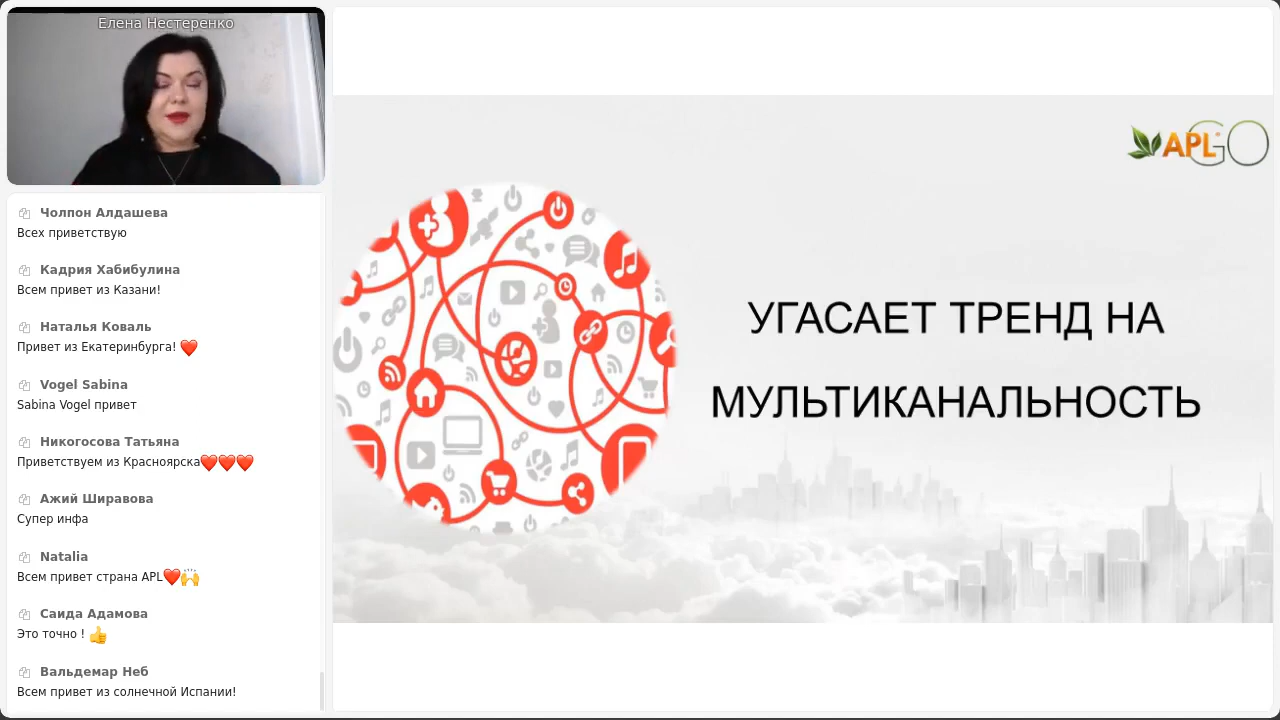 Елена Нестеренко
Чолпон Алдашева
Всех приветствую
Кадрия Хабибулина
Всем привет из Казани!
Наталья Коваль
Привет из Екатеринбурга! ❤️
Vogel Sabina
Sabina Vogel привет
Никогосова Татьяна
Приветствуем из Красноярска❤️❤️❤️
Ажий Ширавова
Супер инфа
Natalia
Всем привет страна APL❤️🙌
Саида Адамова
Это точно ! 👍
Вальдемар Неб
Всем привет из солнечной Испании!
APLGO
УГАСАЕТ ТРЕНД НА
МУЛЬТИКАНАЛЬНОСТЬ